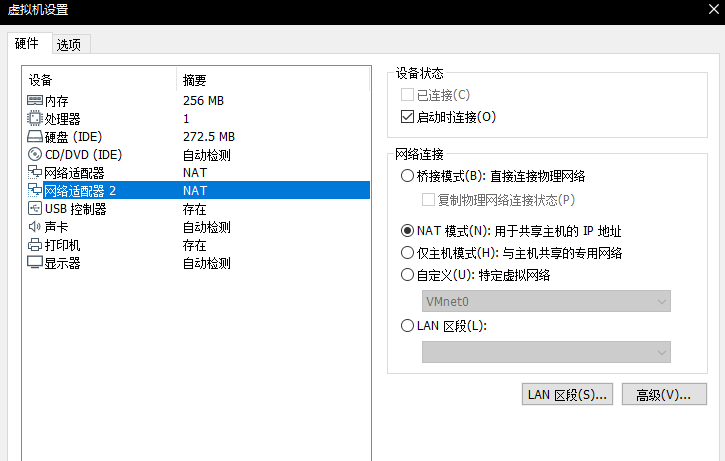 虚拟机设置
硬件 选项
设备 摘要
内存 256 MB
处理器 1
硬盘 (IDE) 272.5 MB
CD/DVD (IDE) 自动检测
网络适配器 NAT
网络适配器 2 NAT
USB 控制器 存在
声卡 自动检测
打印机 存在
显示器 自动检测
设备状态
已连接(C)
启动时连接(O)
网络连接
桥接模式(B): 直接连接物理网络
复制物理网络连接状态(P)
NAT 模式(N): 用于共享主机的 IP 地址
仅主机模式(H): 与主机共享的专用网络
自定义(U): 特定虚拟网络
VMnet0
LAN 区段(L):
LAN 区段(S)... 高级(V)...